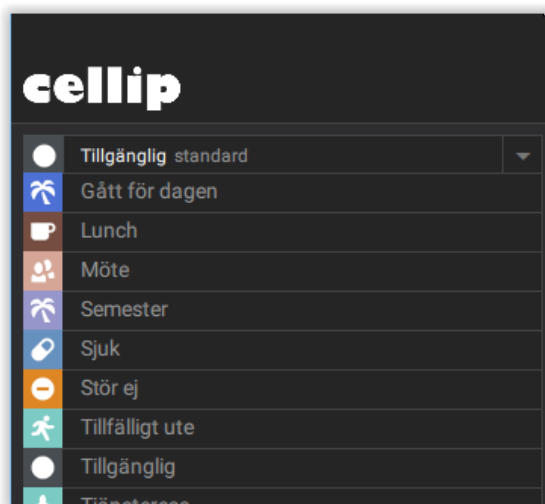 cellip
Tillgänglig standard
Gått för dagen
Lunch
Möte
Semester
Sjuk
Stör ej
Tillfälligt ute
Tillgänglig